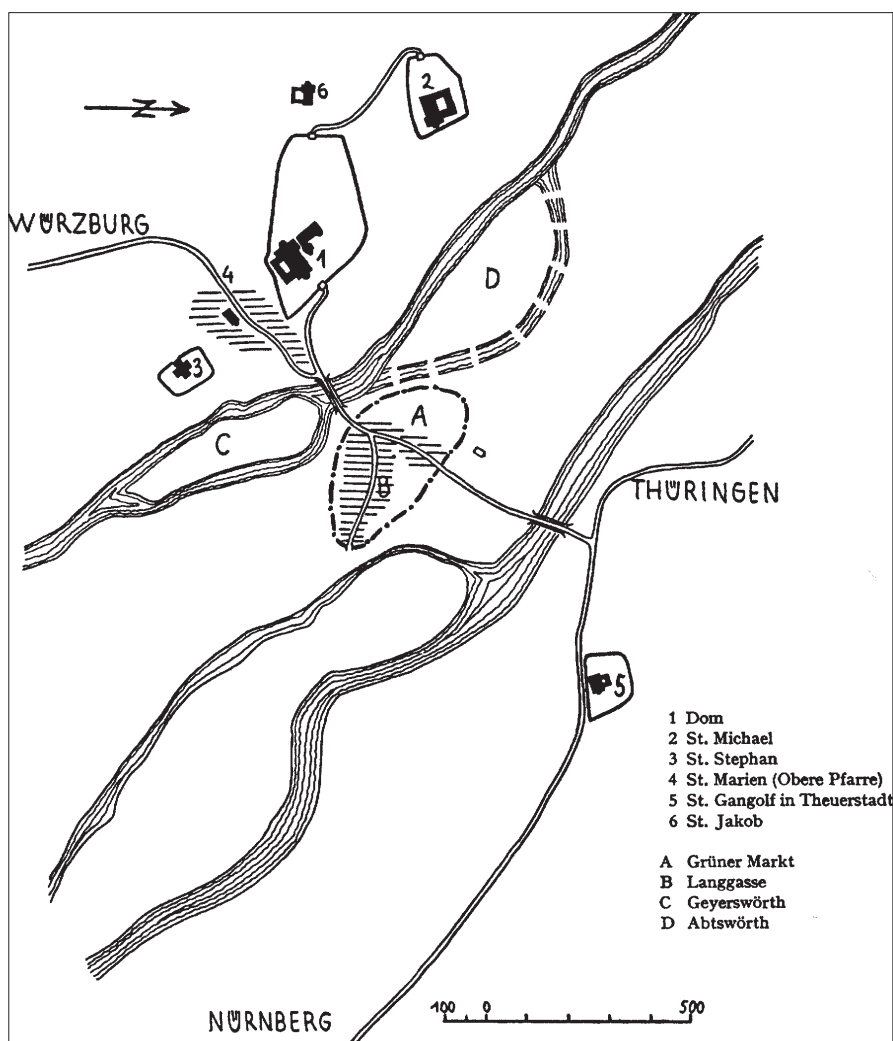 6
2
N
WÜRZBURG
1
4
D
3
A
C
B
THÜRINGEN
5
1 Dom
2 St. Michael
3 St. Stephan
4 St. Marien (Obere Pfarre)
5 St. Gangolf in Theuerstadt
6 St. Jakob
A Grüner Markt
B Langgasse
C Geyerswörth
D Abtswörth
NÜRNBERG
100 0 500